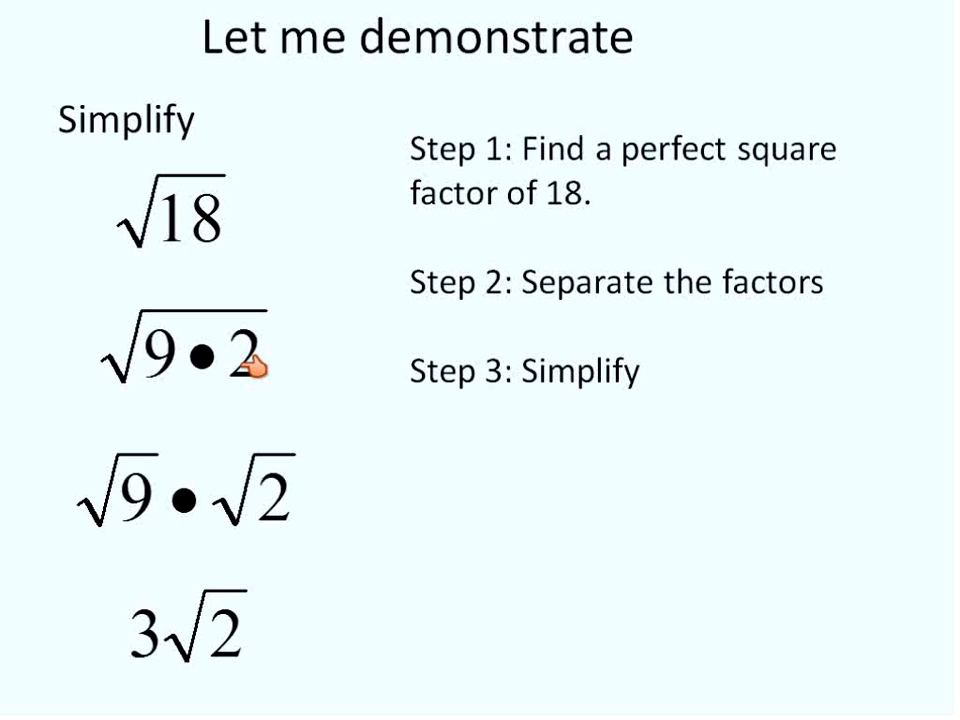 Let me demonstrate
Simplify
√18
√9•2
√9 • √2
3√2
Step 1: Find a perfect square
factor of 18.
Step 2: Separate the factors
Step 3: Simplify